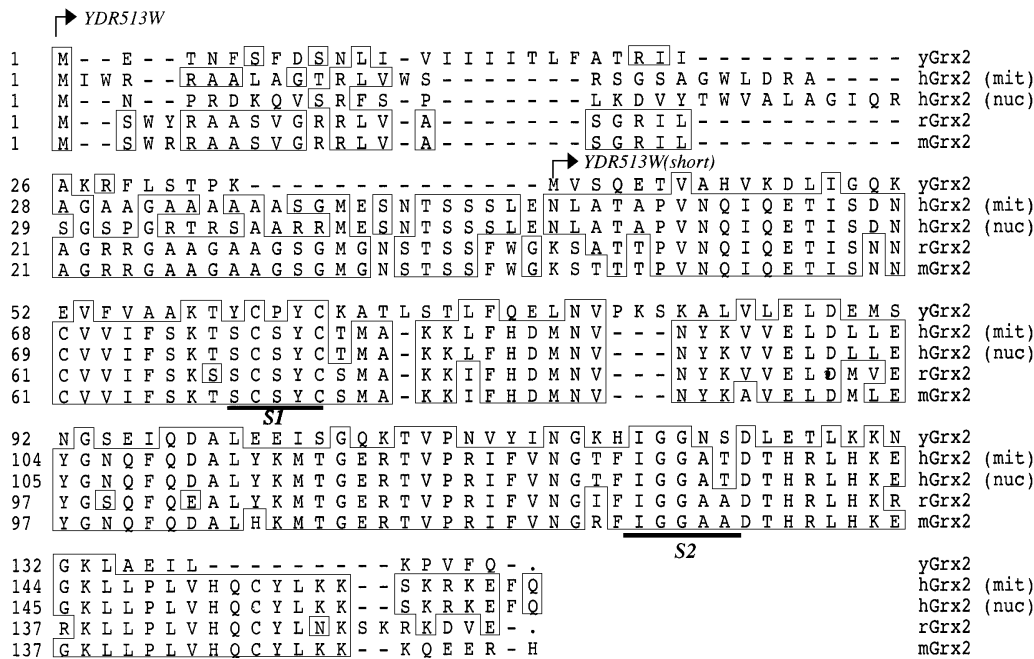 YDR513W
1 M - - E - - T N F S F D S N L I - V I I I I T L F A T R I I - - - - - - - - - - yGrx2
1 M I W R - - R A A L A G T R L V W S - - - - - - - R S G S A G W L D R A - - - - hGrx2 (mit)
1 M - - N - - P R D K Q V S R F S - P - - - - - - - L K D V Y T W V A L A G I Q R hGrx2 (nuc)
1 M - - S W Y R A A S V G R R L V - A - - - - - - - S G R I L - - - - - - - - - - rGrx2
1 M - - S W R R A A S V G R R L V - A - - - - - - - S G R I L - - - - - - - - - - mGrx2
YDR513W(short)
26 A K R F L S T P K - - - - - - - - - - - - - - M V S Q E T V A H V K D L I G Q K yGrx2
28 A G A A G A A A A A A S G M E S N T S S S L E N L A T A P V N Q I Q E T I S D N hGrx2 (mit)
29 S G S P G R T R S A A R R M E S N T S S S L E N L A T A P V N Q I Q E T I S D N hGrx2 (nuc)
21 A G R R G A A G A A G S G M G N S T S S F W G K S A T T P V N Q I Q E T I S N N rGrx2
21 A G R R G A A G A A G S G M G N S T S S F W G K S T T T P V N Q I Q E T I S N N mGrx2
52 E V F V A A K T Y C P Y C K A T L S T L F Q E L N V P K S K A L V L E L D E M S yGrx2
68 C V V I F S K T S C S Y C T M A - K K L F H D M N V - - - N Y K V V E L D L L E hGrx2 (mit)
69 C V V I F S K T S C S Y C T M A - K K L F H D M N V - - - N Y K V V E L D L L E hGrx2 (nuc)
61 C V V I F S K S S C S Y C S M A - K K I F H D M N V - - - N Y K V V E L D M V E rGrx2
61 C V V I F S K T S C S Y C S M A - K K I F H D M N V - - - N Y K A V E L D M L E mGrx2
S1
92 N G S E I Q D A L E E I S G Q K T V P N V Y I N G K H I G G N S D L E T L K K N yGrx2
104 Y G N Q F Q D A L Y K M T G E R T V P R I F V N G T F I G G A T D T H R L H K E hGrx2 (mit)
105 Y G N Q F Q D A L Y K M T G E R T V P R I F V N G T F I G G A T D T H R L H K E hGrx2 (nuc)
97 Y G S Q F Q E A L Y K M T G E R T V P R I F V N G I F I G G A A D T H R L H K R rGrx2
97 Y G N Q F Q D A L H K M T G E R T V P R I F V N G R F I G G A A D T H R L H K E mGrx2
S2
132 G K L A E I L - - - - - - - - - K P V F Q - . yGrx2
144 G K L L P L V H Q C Y L K K - - S K R K E F Q hGrx2 (mit)
145 G K L L P L V H Q C Y L K K - - S K R K E F Q hGrx2 (nuc)
137 R K L L P L V H Q C Y L N K S K R K D V E - . rGrx2
137 G K L L P L V H Q C Y L K K - - K Q E E R - H mGrx2